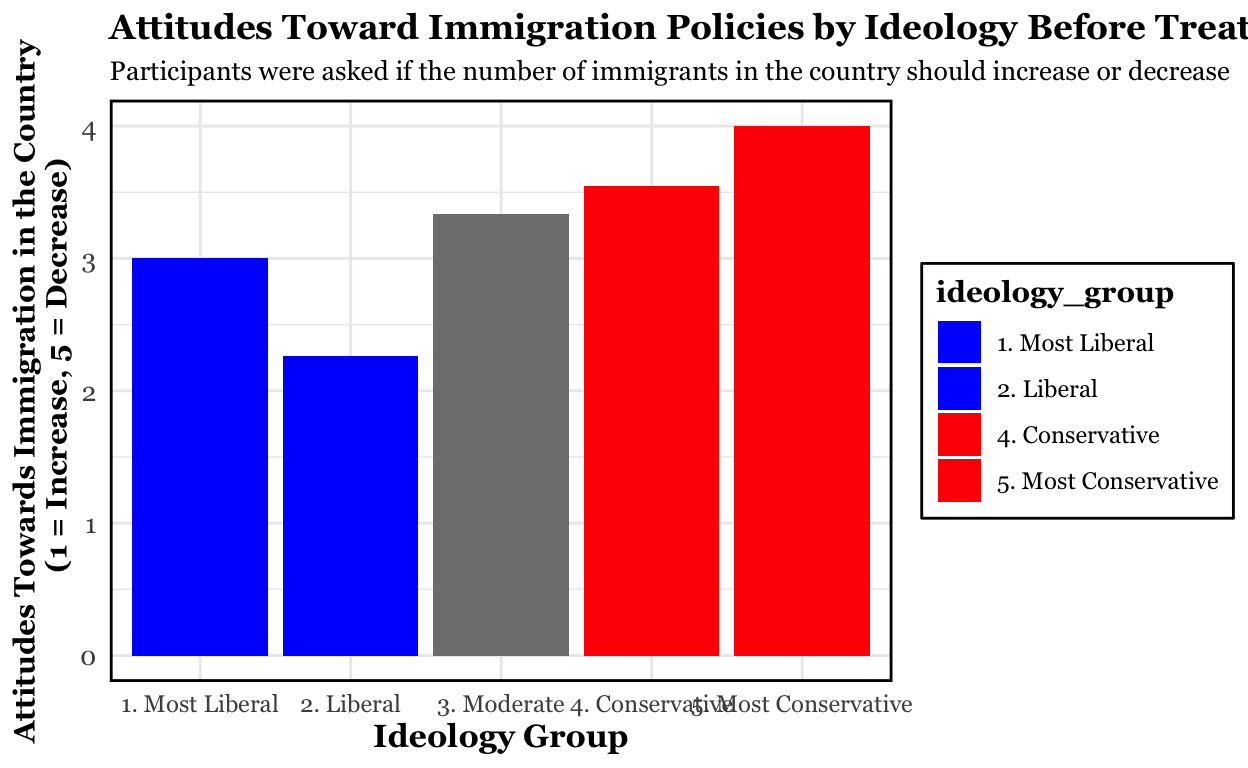 Attitudes Toward Immigration Policies by Ideology Before Treat
Participants were asked if the number of immigrants in the country should increase or decrease
Attitudes Towards Immigration in the Country
(1 = Increase, 5 = Decrease)
4
3
2
1
0
1. Most Liberal
2. Liberal
3. Moderate
4. Conservative
5. Most Conservative
Ideology Group
ideology_group
1. Most Liberal
2. Liberal
4. Conservative
5. Most Conservative